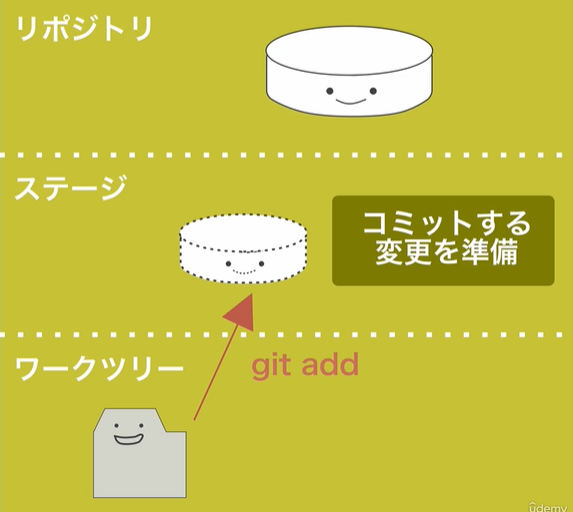 リポジトリ
ステージ
コミットする
変更を準備
ワークツリー
git add
ûdemy